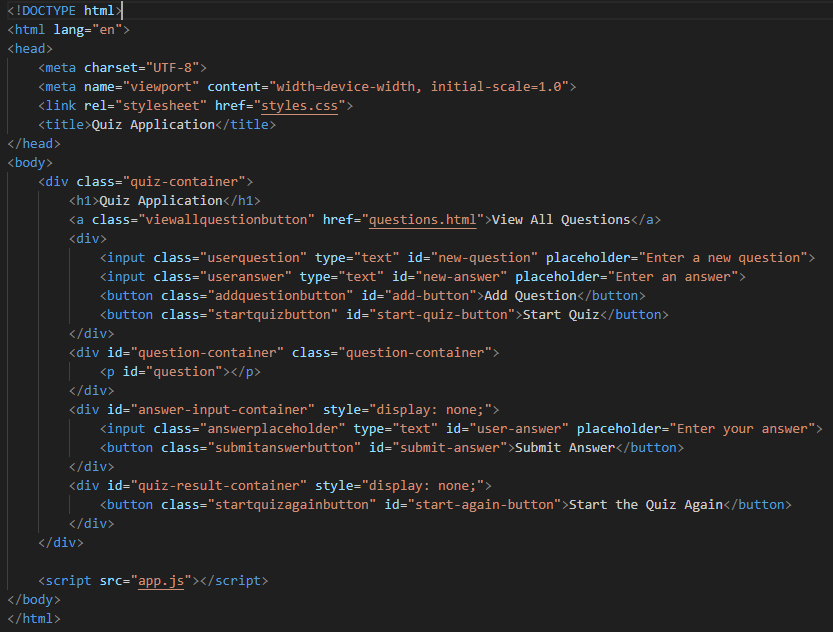 <!DOCTYPE html>
<html lang="en">
<head>
    <meta charset="UTF-8">
    <meta name="viewport" content="width=device-width, initial-scale=1.0">
    <link rel="stylesheet" href="styles.css">
    <title>Quiz Application</title>
</head>
<body>
    <div class="quiz-container">
        <h1>Quiz Application</h1>
        <a class="viewallquestionbutton" href="questions.html">View All Questions</a>
        <div>
            <input class="userquestion" type="text" id="new-question" placeholder="Enter a new question">
            <input class="useranswer" type="text" id="new-answer" placeholder="Enter an answer">
            <button class="addquestionbutton" id="add-button">Add Question</button>
            <button class="startquizbutton" id="start-quiz-button">Start Quiz</button>
        </div>
        <div id="question-container" class="question-container">
            <p id="question"></p>
        </div>
        <div id="answer-input-container" style="display: none;">
            <input class="answerplaceholder" type="text" id="user-answer" placeholder="Enter your answer">
            <button class="submitanswerbutton" id="submit-answer">Submit Answer</button>
        </div>
        <div id="quiz-result-container" style="display: none;">
            <button class="startquizagainbutton" id="start-again-button">Start the Quiz Again</button>
        </div>
    </div>

    <script src="app.js"></script>
</body>
</html>